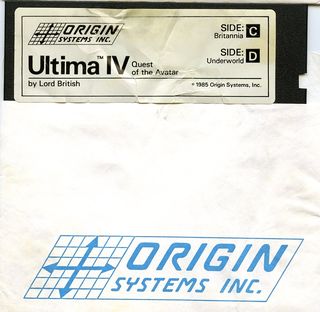 ORIGIN
SYSTEMS INC.
SIDE: C
Britannia
Ultima™ IV Quest
of the Avatar
SIDE: D
Underworld
by Lord British
© 1985 Origin Systems, Inc.
ORIGIN
SYSTEMS INC.